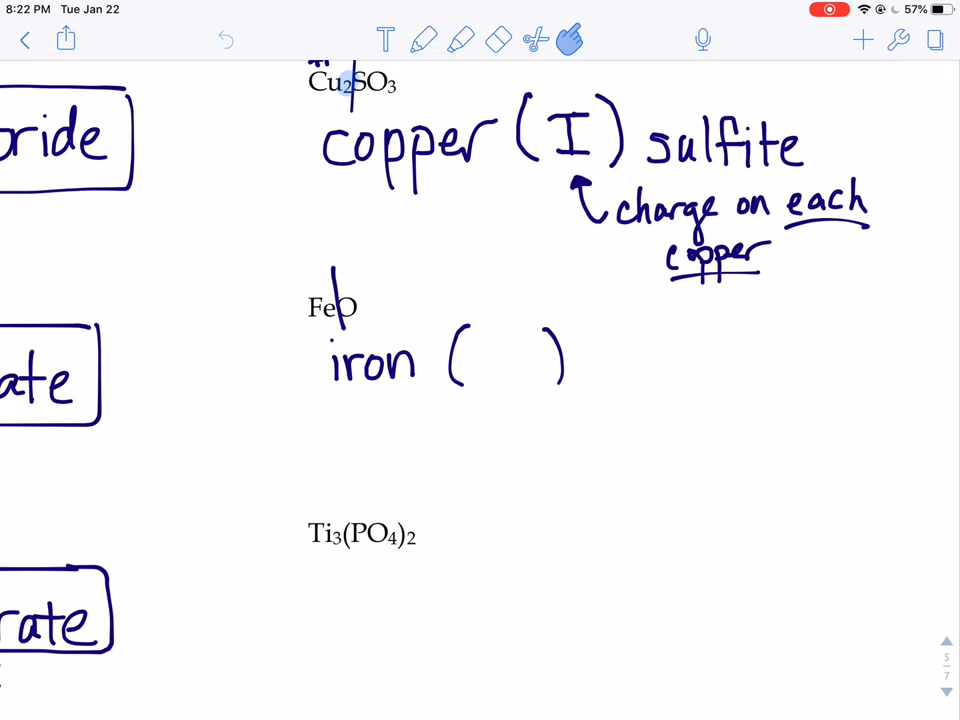 8:22 PM Tue Jan 22
57%
T
Cu₂SO₃
oride
copper (I) sulfite
charge on each
copper
FeO
iron ( )
ate
Ti₃(PO₄)₂
rate
5
7